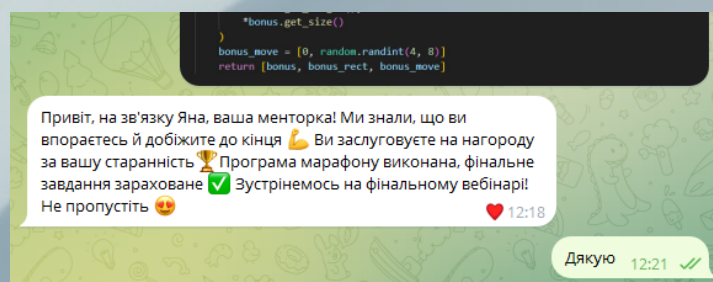 *bonus.get_size()
)
bonus_move = [0, random.randint(4, 8)]
return [bonus, bonus_rect, bonus_move]
Привіт, на зв'язку Яна, ваша менторка! Ми знали, що ви
впораєтесь й добіжите до кінця 💪 Ви заслуговуєте на нагороду
за вашу старанність 🏆 Програма марафону виконана, фінальне
завдання зараховане ✅ Зустрінемось на фінальному вебінарі!
Не пропустіть 😍
❤️ 12:18
Дякую 12:21